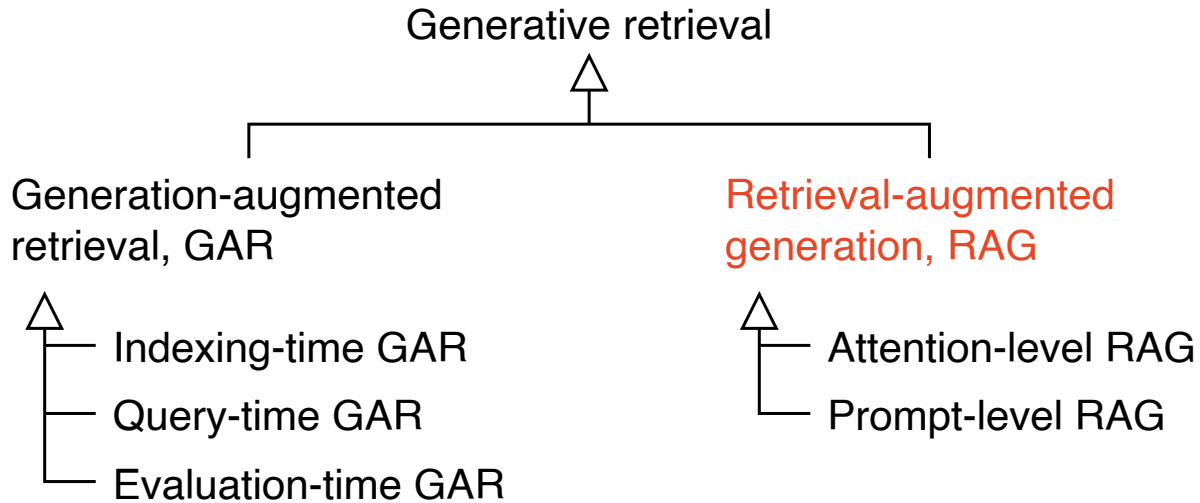 Generative retrieval
Generation-augmented
retrieval, GAR
Indexing-time GAR
Query-time GAR
Evaluation-time GAR
Retrieval-augmented
generation, RAG
Attention-level RAG
Prompt-level RAG